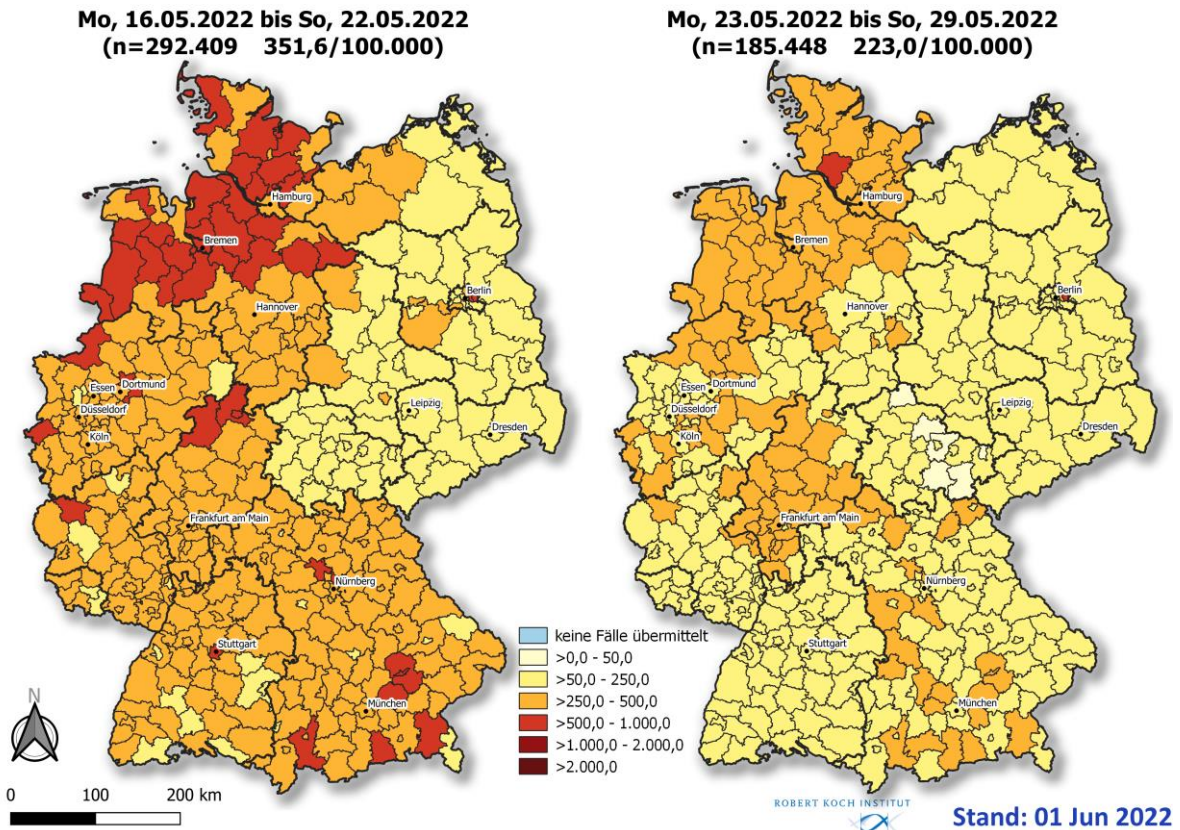 Mo, 16.05.2022 bis So, 22.05.2022
(n=292.409 351,6/100.000)
Mo, 23.05.2022 bis So, 29.05.2022
(n=185.448 223,0/100.000)
Hamburg
Bremen
Berlin
Hannover
Essen
Dortmund
Düsseldorf
Köln
Leipzig
Dresden
Frankfurt am Main
Nürnberg
Stuttgart
München
Hamburg
Bremen
Berlin
Hannover
Essen
Dortmund
Düsseldorf
Köln
Leipzig
Dresden
Frankfurt am Main
Nürnberg
Stuttgart
München
keine Fälle übermittelt
>0,0 - 50,0
>50,0 - 250,0
>250,0 - 500,0
>500,0 - 1.000,0
>1.000,0 - 2.000,0
>2.000,0
N
0 100 200 km
ROBERT KOCH INSTITUT
Stand: 01 Jun 2022